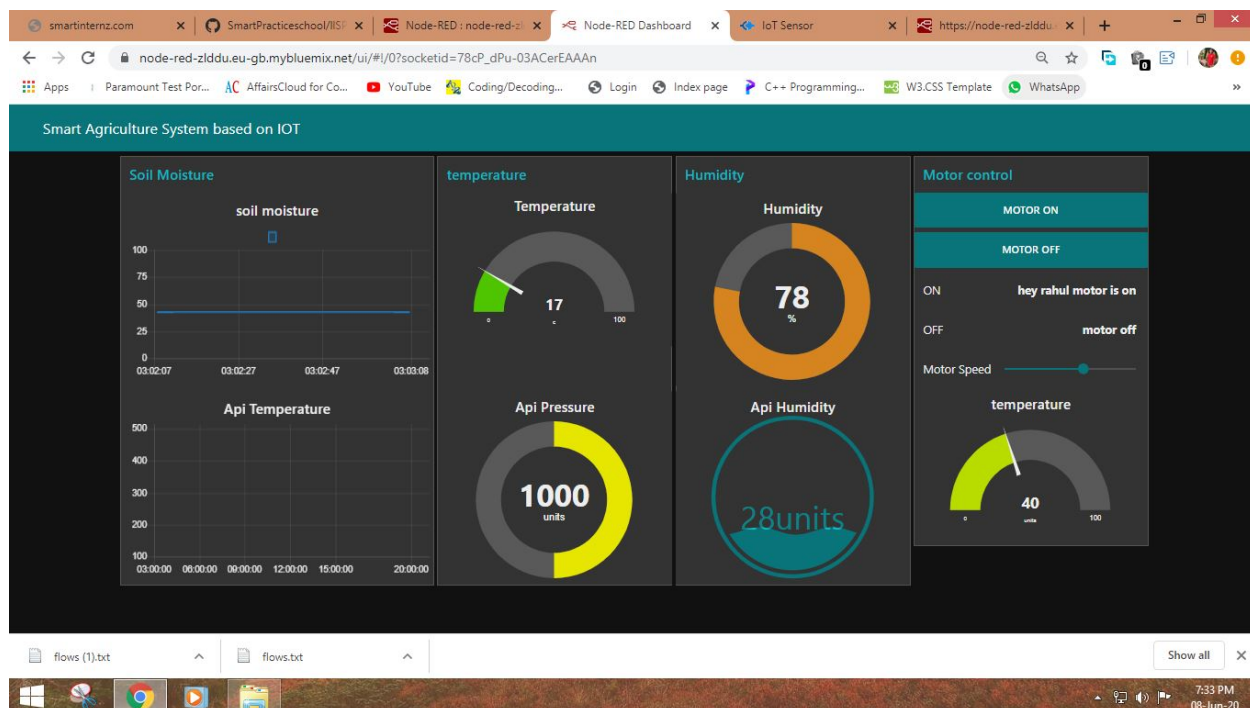 smartinternz.com
SmartPracticeschool/IISF
Node-RED : node-red-zl
Node-RED Dashboard
IoT Sensor
https://node-red-zlddu.
node-red-zlddu.eu-gb.mybluemix.net/ui/#!/0?socketid=78cP_dPu-03ACerEAAAn
Apps
Paramount Test Por...
AffairsCloud for Co...
YouTube
Coding/Decoding...
Login
Index page
C++ Programming...
W3.CSS Template
WhatsApp
»
Smart Agriculture System based on IOT
Soil Moisture
soil moisture
100
75
50
25
0
03:02:07 03:02:27 03:02:47 03:03:08
Api Temperature
500
400
300
200
100
03:00:00 06:00:00 09:00:00 12:00:00 15:00:00 20:00:00
temperature
Temperature
17
c
0 100
Api Pressure
1000
units
Humidity
Humidity
78
%
Api Humidity
28units
Motor control
MOTOR ON
MOTOR OFF
ON hey rahul motor is on
OFF motor off
Motor Speed
temperature
40
units
0 100
flows (1).txt
flows.txt
Show all
7:33 PM
08-Jun-20